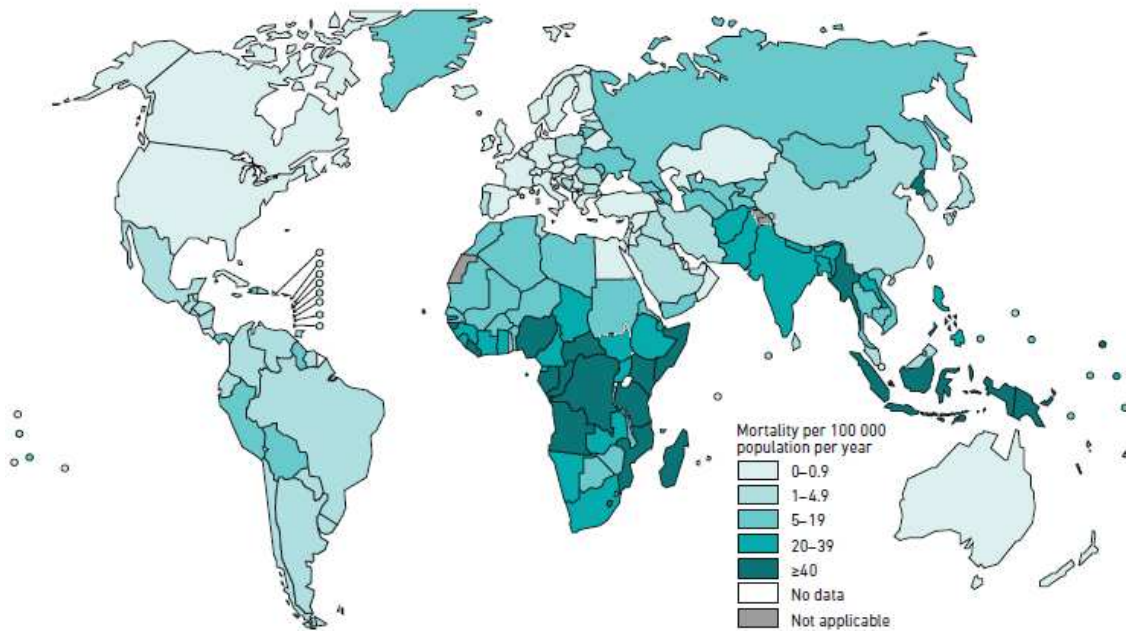 Mortality per 100 000
population per year
0–0.9
1–4.9
5–19
20–39
≥40
No data
Not applicable